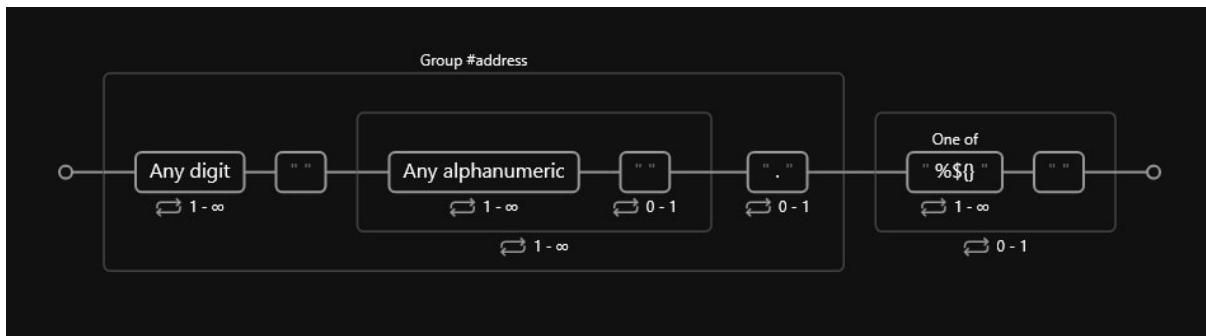 Group #address
One of
Any digit " " Any alphanumeric " " "." "%${}" " "
1 - ∞ 1 - ∞ 0 - 1 0 - 1 1 - ∞
1 - ∞ 0 - 1